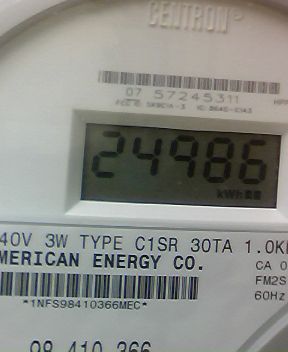 CENTRON®
07 57245311
24986
kWh
40V 3W TYPE C1SR 30TA 1.0K
MERICAN ENERGY CO.
CA 0
FM2S
60Hz
*1NFS98410366MEC*
98 410 366